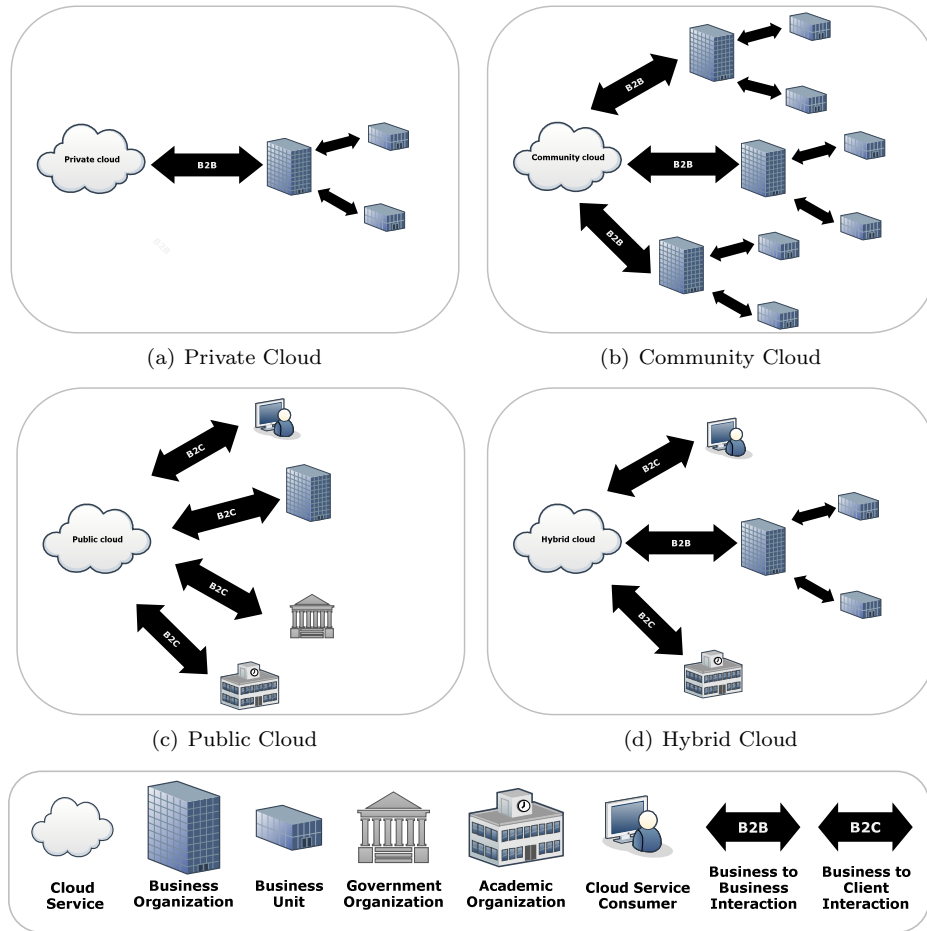 Private cloud
B2B
B2B
(a) Private Cloud
B2B
Community cloud
B2B
B2B
(b) Community Cloud
B2C
B2C
Public cloud
B2C
B2C
(c) Public Cloud
B2C
Hybrid cloud
B2B
B2C
(d) Hybrid Cloud
B2B
B2C
Cloud
Service
Business
Organization
Business
Unit
Government
Organization
Academic
Organization
Cloud Service
Consumer
Business to
Business
Interaction
Business to
Client
Interaction